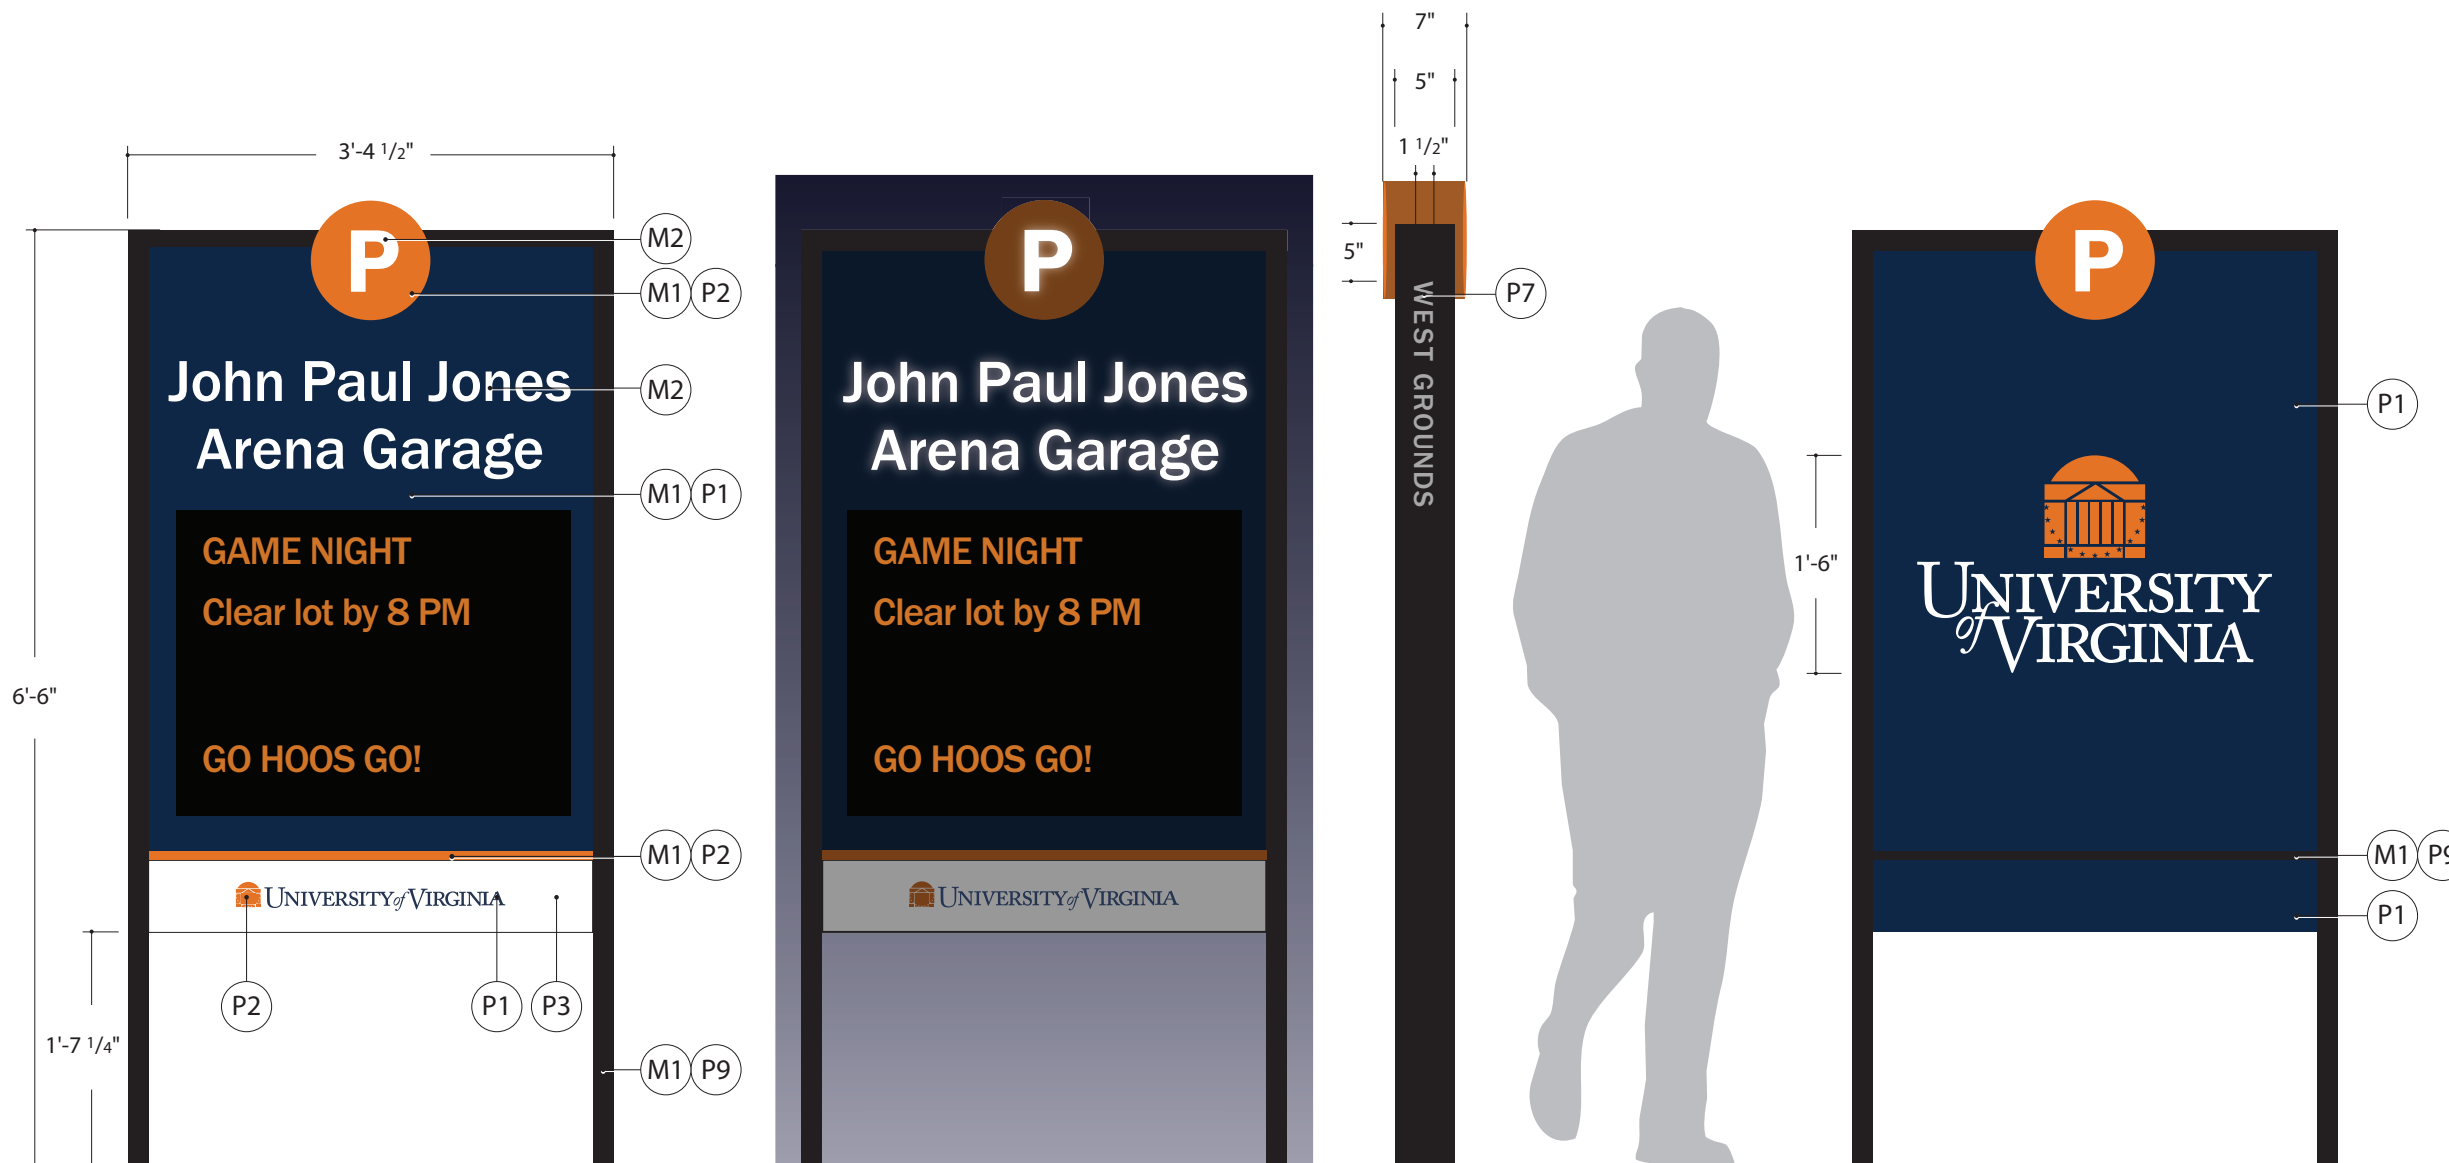 3'-4 1/2"
P
John Paul Jones
Arena Garage
GAME NIGHT
Clear lot by 8 PM
GO HOOS GO!
UNIVERSITY of VIRGINIA
6'-6"
1'-7 1/4"
M2
M1 P2
M2
M1 P1
M1 P2
P2 P1 P3
M1 P9
P
John Paul Jones
Arena Garage
GAME NIGHT
Clear lot by 8 PM
GO HOOS GO!
UNIVERSITY of VIRGINIA
7"
5"
1 1/2"
5"
P7
WEST GROUNDS
1'-6"
P
UNIVERSITY
of VIRGINIA
P1
M1 P9
P1